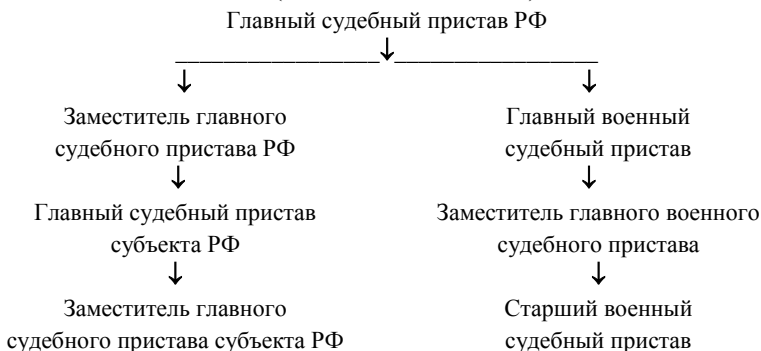 Главный судебный пристав РФ
Заместитель главного
судебного пристава РФ
Главный военный
судебный пристав
Главный судебный пристав
субъекта РФ
Заместитель главного военного
судебного пристава
Заместитель главного
судебного пристава субъекта РФ
Старший военный
судебный пристав